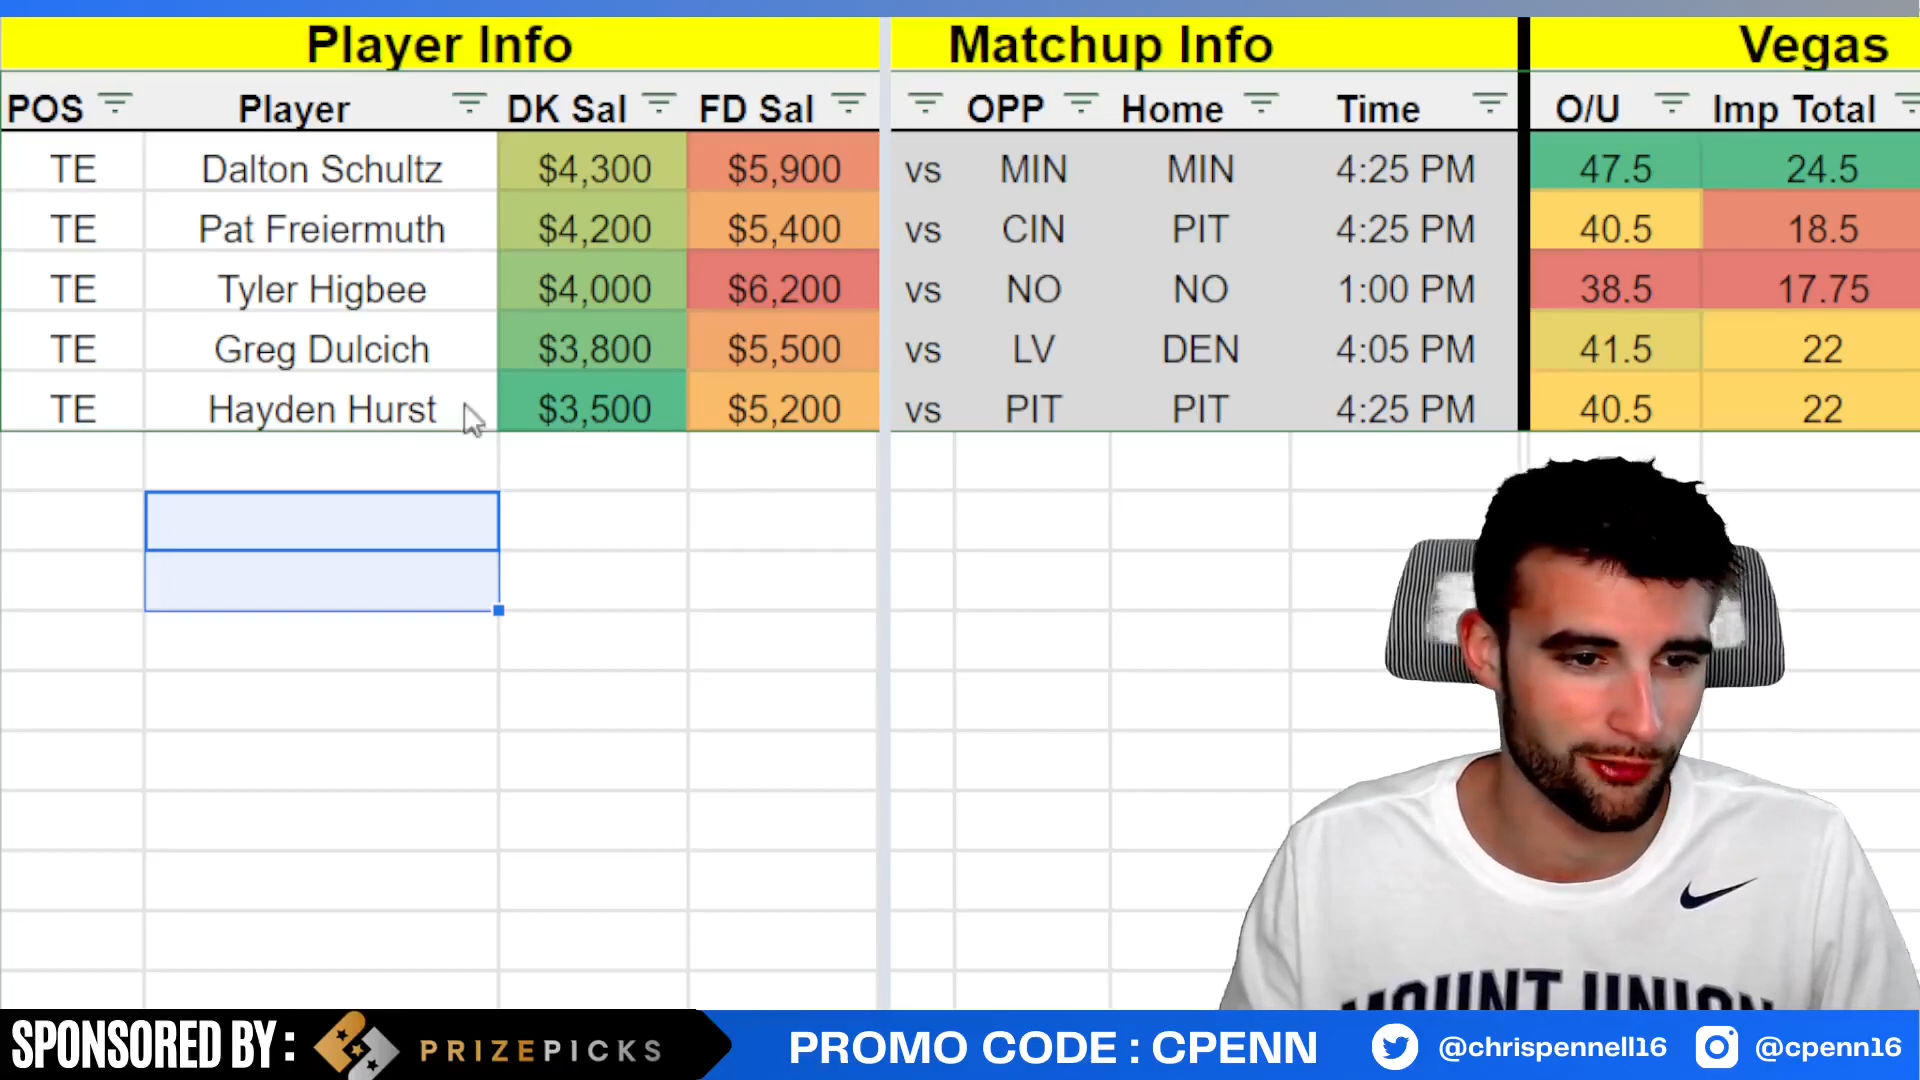 Player Info Matchup Info Vegas
POS Player DK Sal FD Sal OPP Home Time O/U Imp Total
TE Dalton Schultz $4,300 $5,900 vs MIN MIN 4:25 PM 47.5 24.5
TE Pat Freiermuth $4,200 $5,400 vs CIN PIT 4:25 PM 40.5 18.5
TE Tyler Higbee $4,000 $6,200 vs NO NO 1:00 PM 38.5 17.75
TE Greg Dulcich $3,800 $5,500 vs LV DEN 4:05 PM 41.5 22
TE Hayden Hurst $3,500 $5,200 vs PIT PIT 4:25 PM 40.5 22
MOUNT UNION
SPONSORED BY : PRIZEPICKS PROMO CODE : CPENN @chrispennell16 @cpenn16